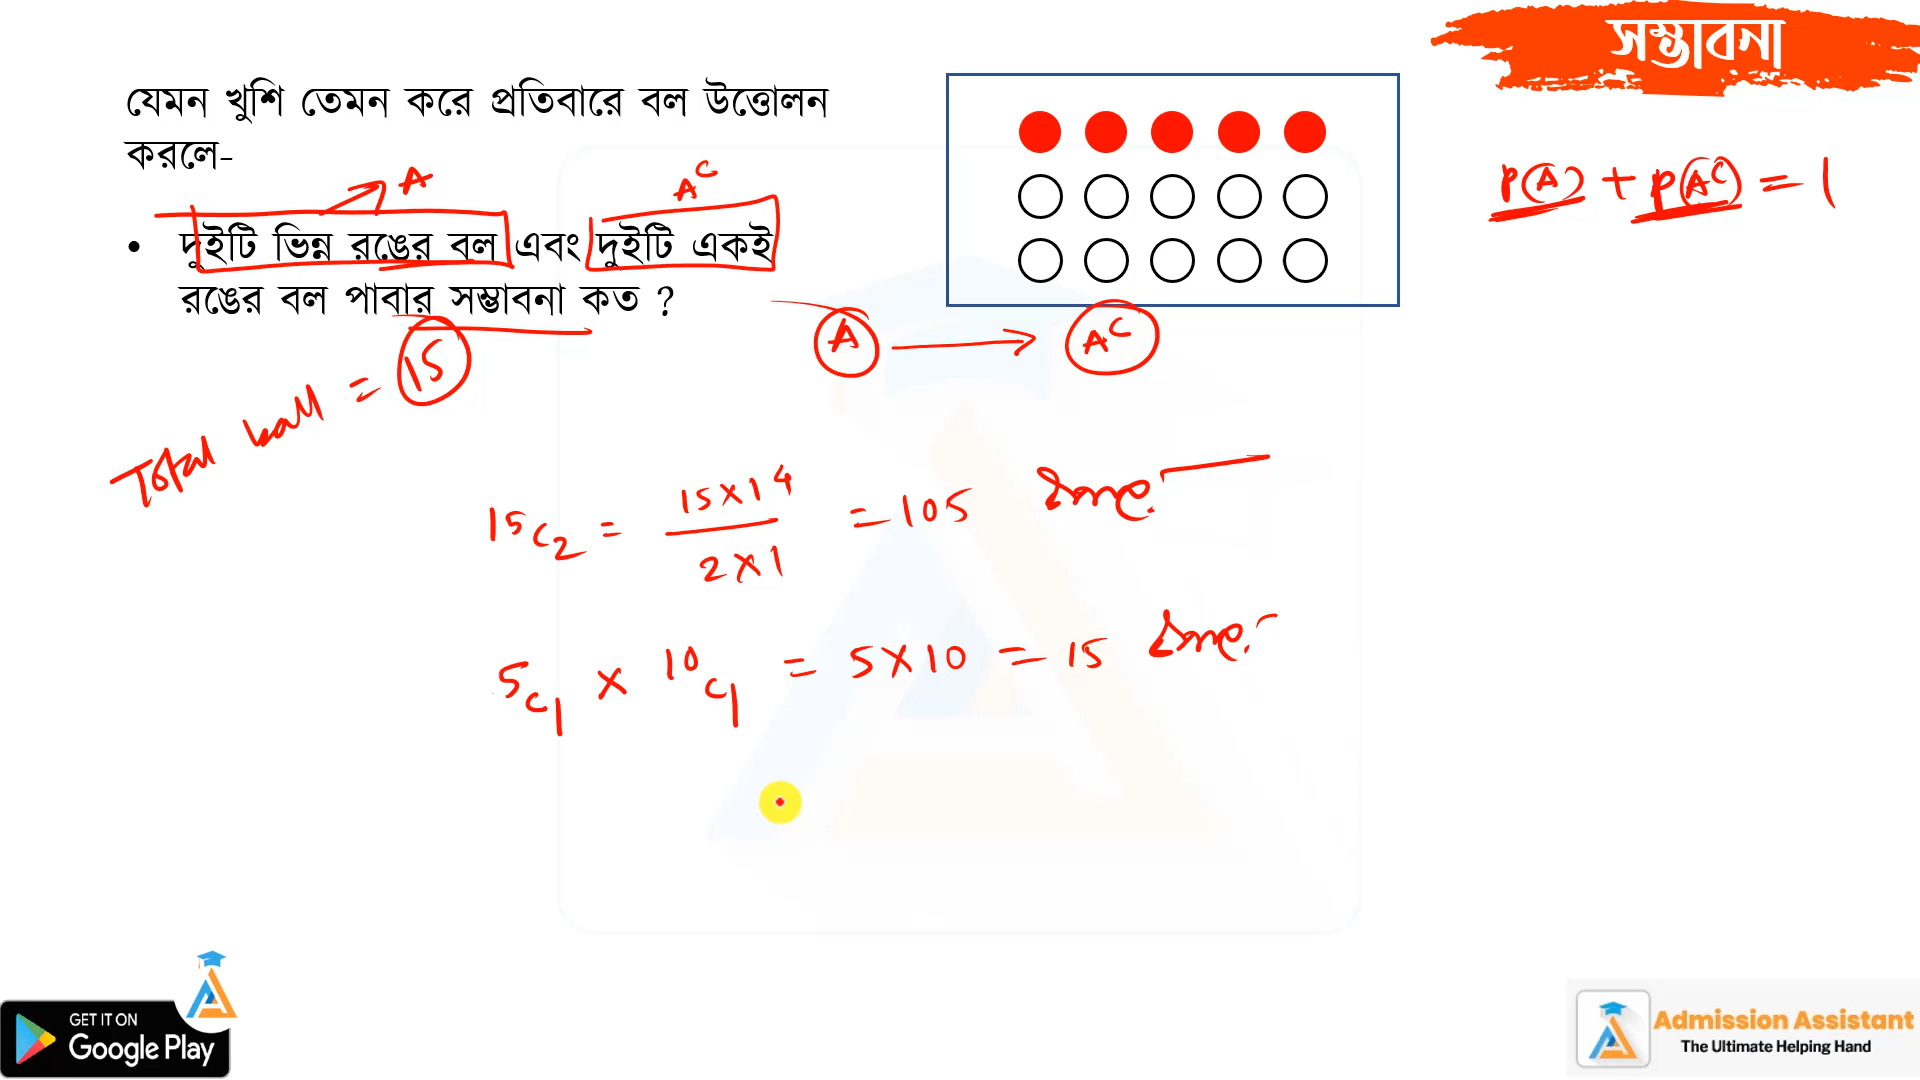 সম্ভাবনা
যেমন খুশি তেমন করে প্রতিবারে বল উত্তোলন
করলে-
A
A^C
• দুইটি ভিন্ন রঙের বল এবং দুইটি একই
রঙের বল পাবার সম্ভাবনা কত ?
P(A) + P(A^C) = 1
A → A^C
Total ball = 15
15C2 = 15×14 / 2×1 = 105
5C1 × 10C1 = 5×10 = 15
GET IT ON
Google Play
Admission Assistant
The Ultimate Helping Hand